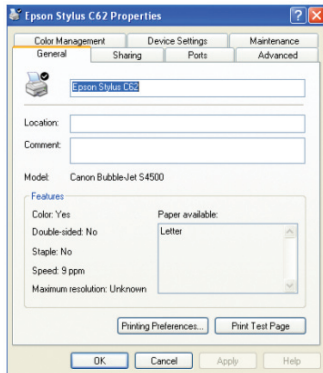 Epson Stylus C62 Properties
Color Management Device Settings Maintenance
General Sharing Ports Advanced
Epson Stylus C62
Location:
Comment:
Model: Canon Bubble-Jet S4500
Features
Color: Yes Paper available:
Double-sided: No Letter
Staple: No
Speed: 9 ppm
Maximum resolution: Unknown
Printing Preferences... Print Test Page
OK Cancel Apply Help